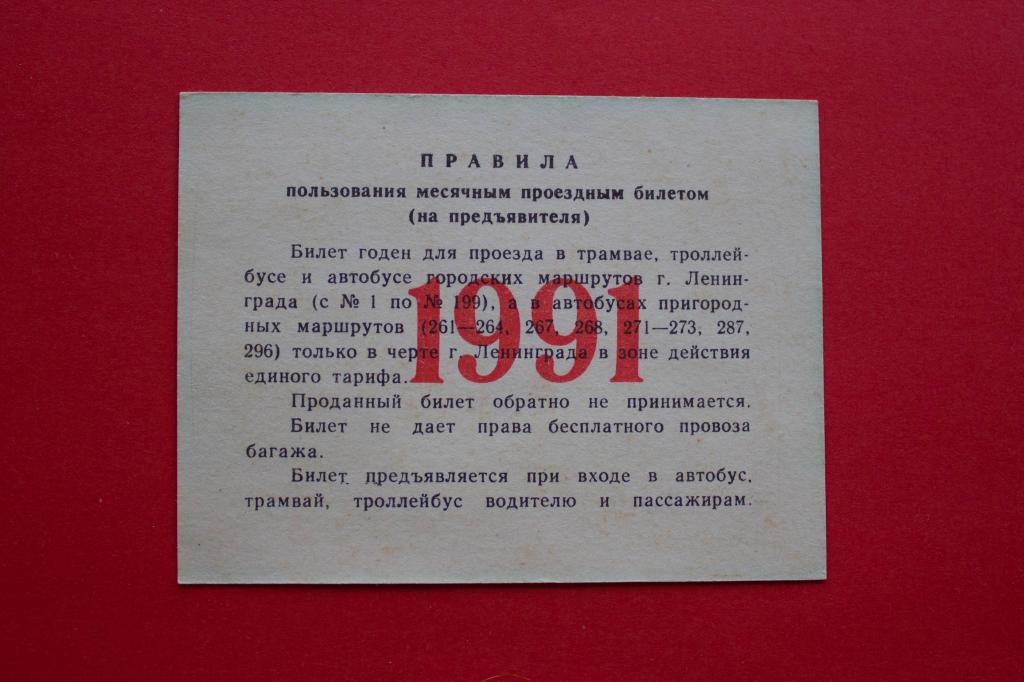 ПРАВИЛА
пользования месячным проездным билетом
(на предъявителя)
Билет годен для проезда в трамвае, троллей-
бусе и автобусе городских маршрутов г. Ленин-
града (с № 1 по № 199), а в автобусах пригород-
ных маршрутов (261—264, 267, 268, 271—273, 287,
296) только в черте г. Ленинграда в зоне действия
единого тарифа.
1991
Проданный билет обратно не принимается.
Билет не дает права бесплатного провоза
багажа.
Билет предъявляется при входе в автобус,
трамвай, троллейбус водителю и пассажирам.